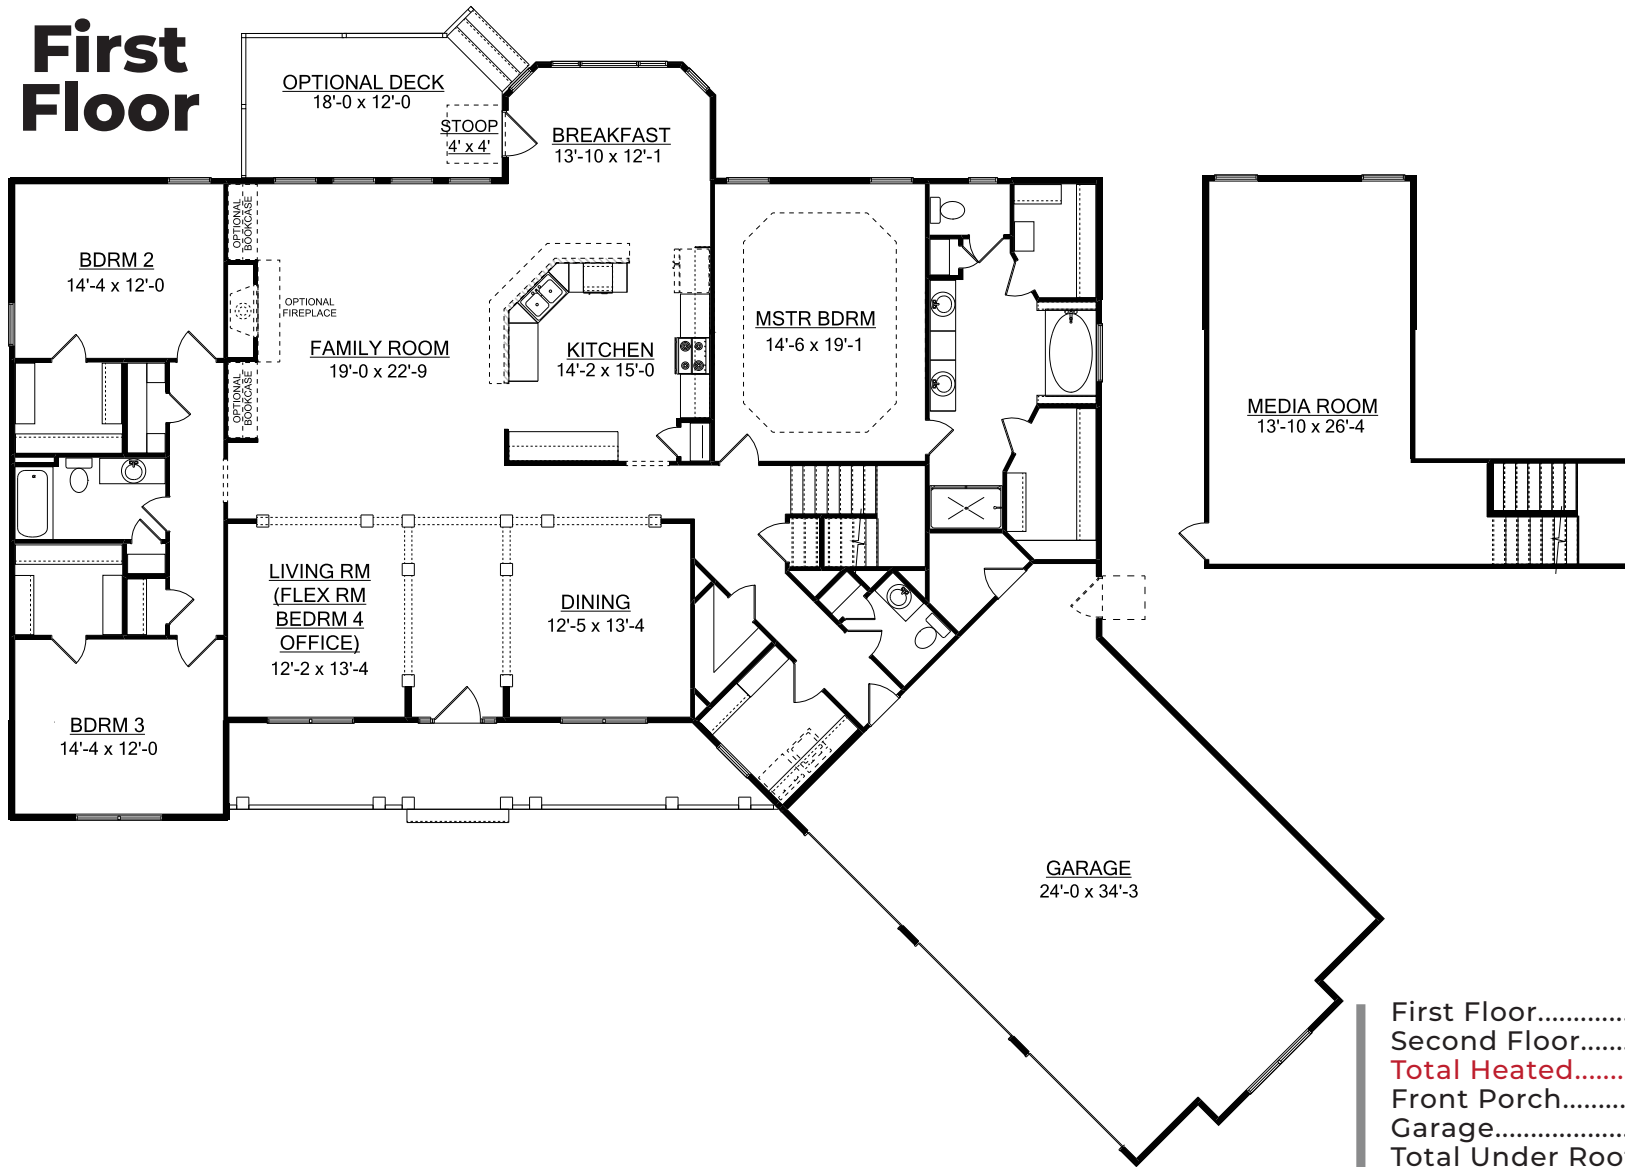 First
Floor
OPTIONAL DECK
18'-0 x 12'-0
STOOP
4' x 4'
BREAKFAST
13'-10 x 12'-1
BDRM 2
14'-4 x 12'-0
OPTIONAL
BOOKCASE
OPTIONAL
FIREPLACE
FAMILY ROOM
19'-0 x 22'-9
OPTIONAL
BOOKCASE
KITCHEN
14'-2 x 15'-0
MSTR BDRM
14'-6 x 19'-1
MEDIA ROOM
13'-10 x 26'-4
LIVING RM
(FLEX RM
BEDRM 4
OFFICE)
12'-2 x 13'-4
DINING
12'-5 x 13'-4
BDRM 3
14'-4 x 12'-0
GARAGE
24'-0 x 34'-3
First Floor............
Second Floor......
Total Heated.......
Front Porch.........
Garage..................
Total Under Roof